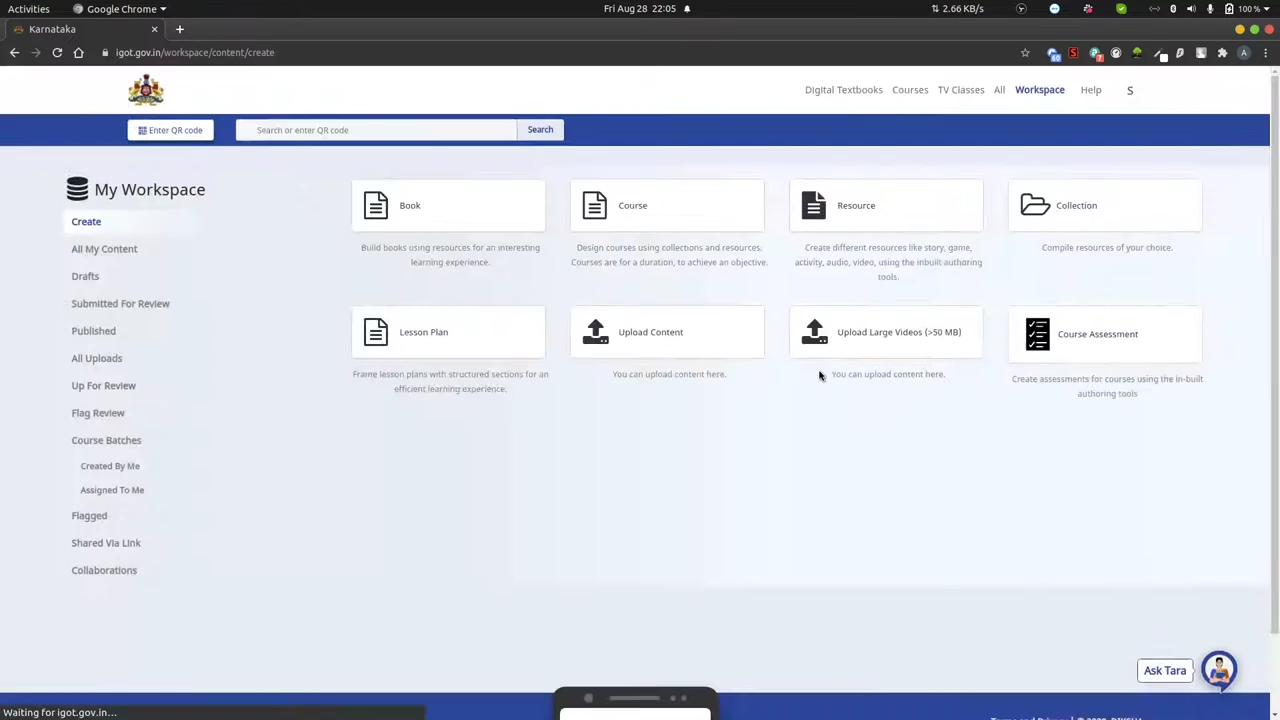 Activities
Google Chrome
Fri Aug 28 22:05
2.66 KB/s
100 %
Karnataka
igot.gov.in/workspace/content/create
Digital Textbooks
Courses
TV Classes
All
Workspace
Help
S
Enter QR code
Search or enter QR code
Search
My Workspace
Create
All My Content
Drafts
Submitted For Review
Published
All Uploads
Up For Review
Flag Review
Course Batches
Created By Me
Assigned To Me
Flagged
Shared Via Link
Collaborations
Book
Build books using resources for an interesting
learning experience.
Course
Design courses using collections and resources.
Courses are for a duration, to achieve an objective.
Resource
Create different resources like story, game,
activity, audio, video, using the inbuilt authoring
tools.
Collection
Compile resources of your choice.
Lesson Plan
Frame lesson plans with structured sections for an
efficient learning experience.
Upload Content
You can upload content here.
Upload Large Videos (>50 MB)
You can upload content here.
Course Assessment
Create assessments for courses using the in-built
authoring tools
Ask Tara
Waiting for igot.gov.in...